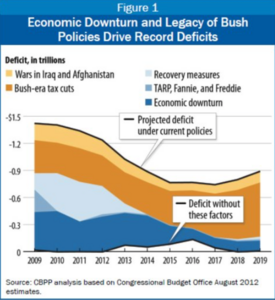 Figure 1
Economic Downturn and Legacy of Bush
Policies Drive Record Deficits
Deficit, in trillions
Wars in Iraq and Afghanistan
Bush-era tax cuts
Recovery measures
TARP, Fannie, and Freddie
Economic downturn
-$1.5
-1.2
-0.9
-0.6
-0.3
0
Projected deficit
under current policies
Deficit without
these factors
2009 2010 2011 2012 2013 2014 2015 2016 2017 2018 2019
Source: CBPP analysis based on Congressional Budget Office August 2012
estimates.